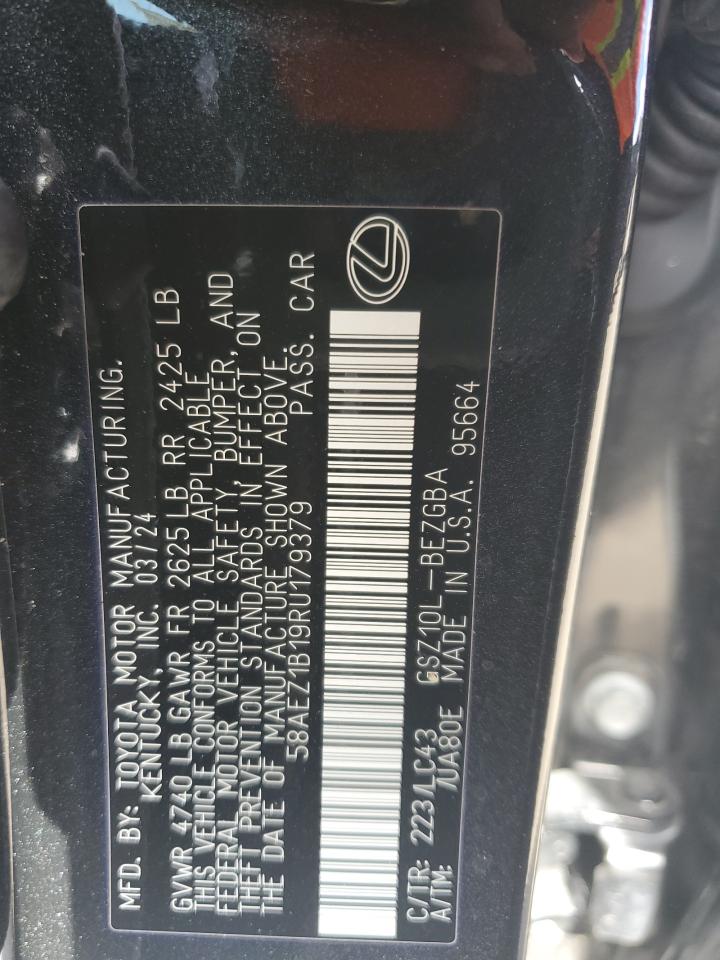 MFD. BY: TOYOTA MOTOR MANUFACTURING.
KENTUCKY, INC. 03/24
GVWR 4740 LB GAWR FR 2625 LB RR 2425 LB
THIS VEHICLE CONFORMS TO ALL APPLICABLE
FEDERAL MOTOR VEHICLE SAFETY, BUMPER, AND
THEFT PREVENTION STANDARDS IN EFFECT ON
THE DATE OF MANUFACTURE SHOWN ABOVE.
58AEZ1B19RU179379 PASS. CAR
C/TR: 223/LC43 GSZ10L-BEZGBA
A/TM: /UA80E MADE IN U.S.A. 95664